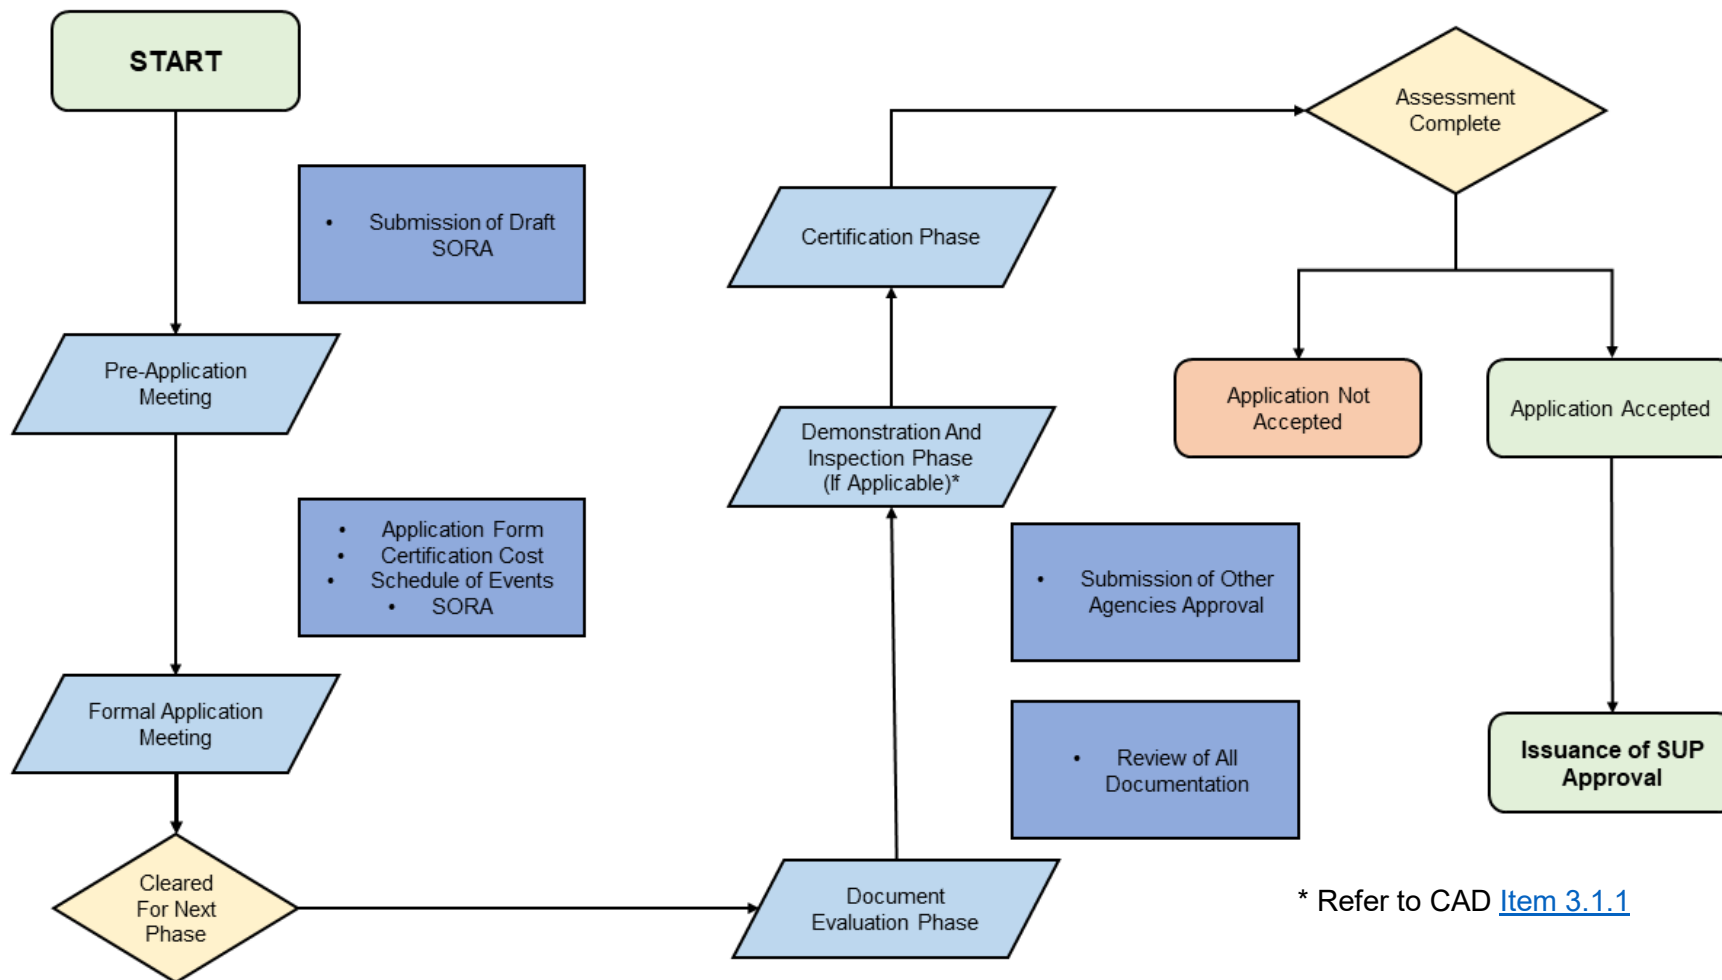 START
• Submission of Draft
SORA
Pre-Application
Meeting
• Application Form
• Certification Cost
• Schedule of Events
• SORA
Formal Application
Meeting
Cleared
For Next
Phase
Document
Evaluation Phase
• Review of All
Documentation
• Submission of Other
Agencies Approval
Demonstration And
Inspection Phase
(If Applicable)*
Certification Phase
Assessment
Complete
Application Not
Accepted
Application Accepted
Issuance of SUP
Approval
* Refer to CAD Item 3.1.1